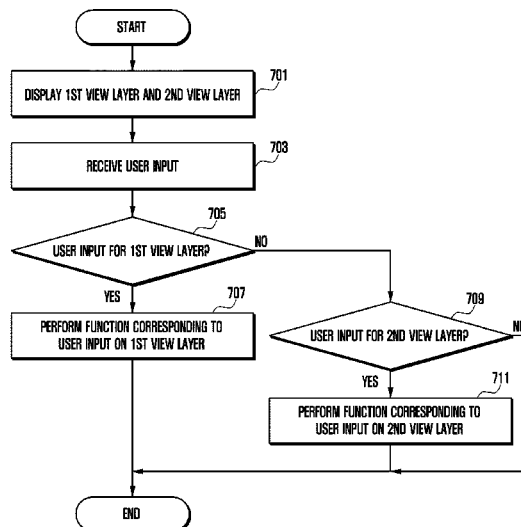 START
701
DISPLAY 1ST VIEW LAYER AND 2ND VIEW LAYER
703
RECEIVE USER INPUT
705
USER INPUT FOR 1ST VIEW LAYER?
NO
YES
707
PERFORM FUNCTION CORRESPONDING TO
USER INPUT ON 1ST VIEW LAYER
709
USER INPUT FOR 2ND VIEW LAYER?
YES
711
PERFORM FUNCTION CORRESPONDING TO
USER INPUT ON 2ND VIEW LAYER
END